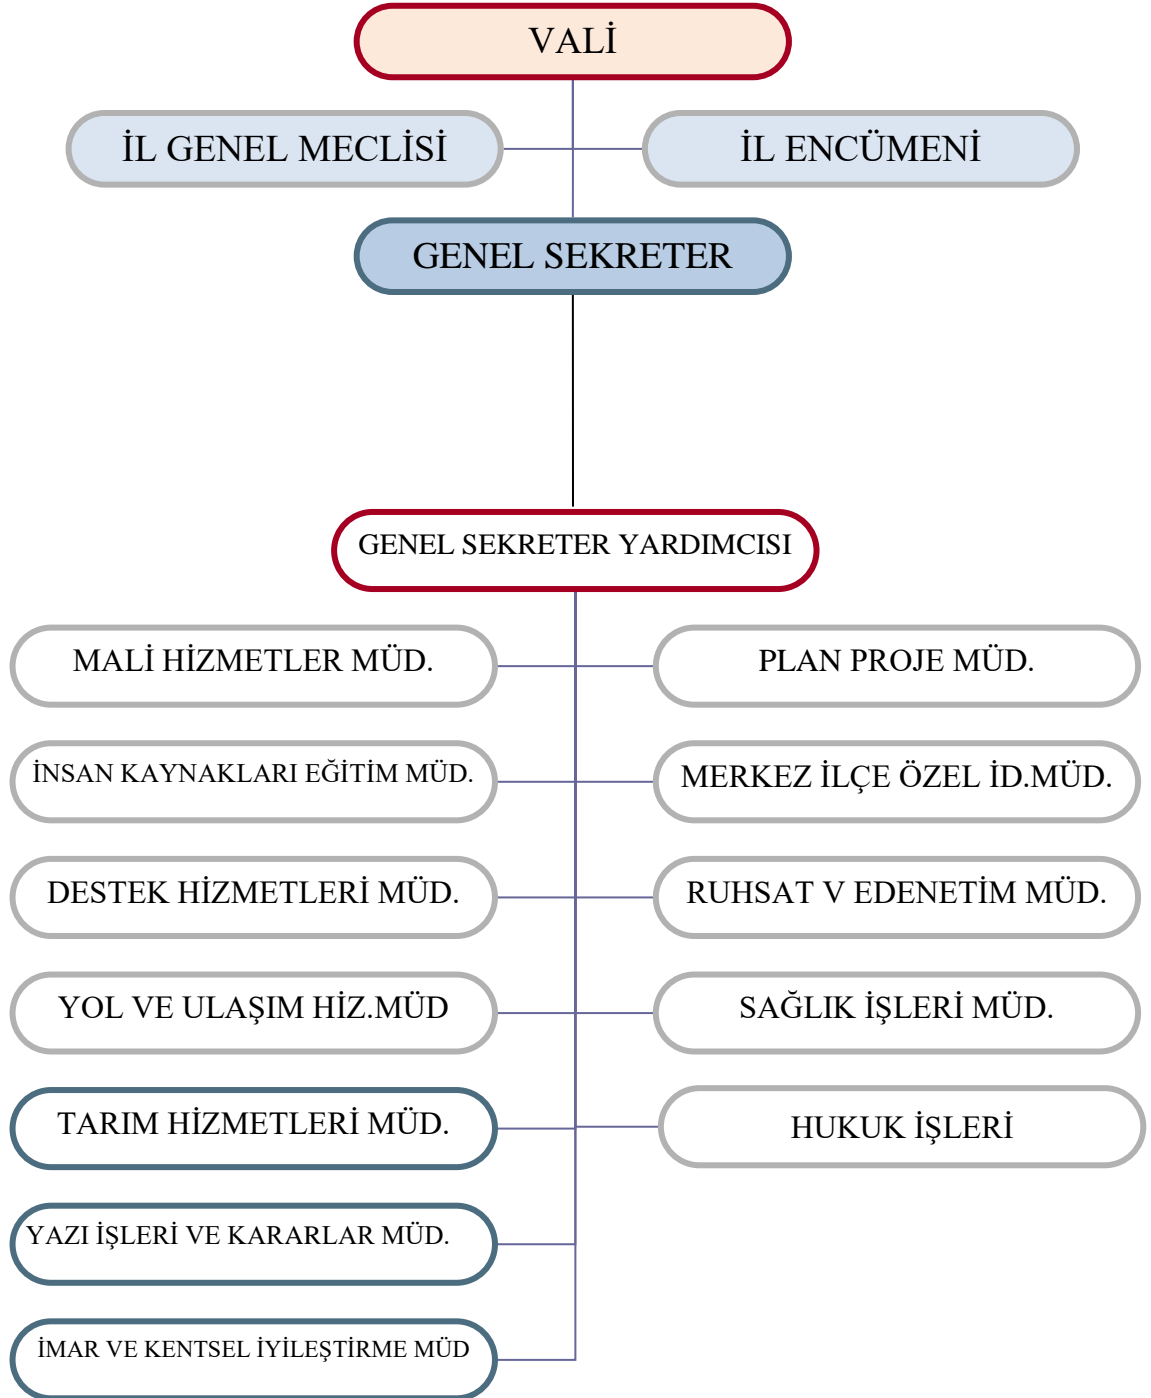 VALİ
İL GENEL MECLİSİ
İL ENCÜMENİ
GENEL SEKRETER
GENEL SEKRETER YARDIMCISI
MALİ HİZMETLER MÜD.
PLAN PROJE MÜD.
İNSAN KAYNAKLARI EĞİTİM MÜD.
MERKEZ İLÇE ÖZEL İD.MÜD.
DESTEK HİZMETLERİ MÜD.
RUHSAT V EDENETİM MÜD.
YOL VE ULAŞIM HİZ.MÜD
SAĞLIK İŞLERİ MÜD.
TARIM HİZMETLERİ MÜD.
HUKUK İŞLERİ
YAZI İŞLERİ VE KARARLAR MÜD.
İMAR VE KENTSEL İYİLEŞTİRME MÜD